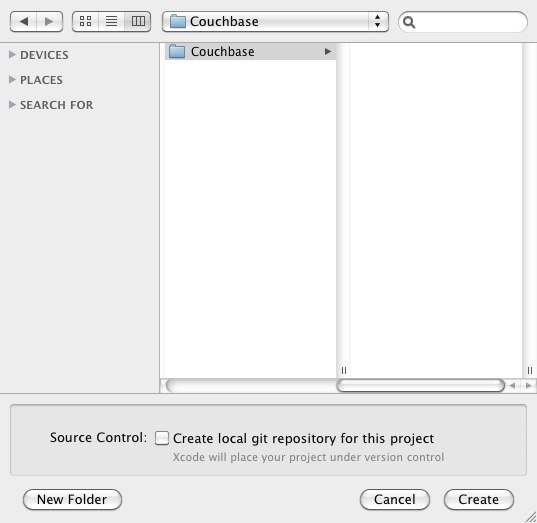 Couchbase
DEVICES
PLACES
SEARCH FOR
Couchbase
Source Control: Create local git repository for this project
Xcode will place your project under version control
New Folder
Cancel
Create